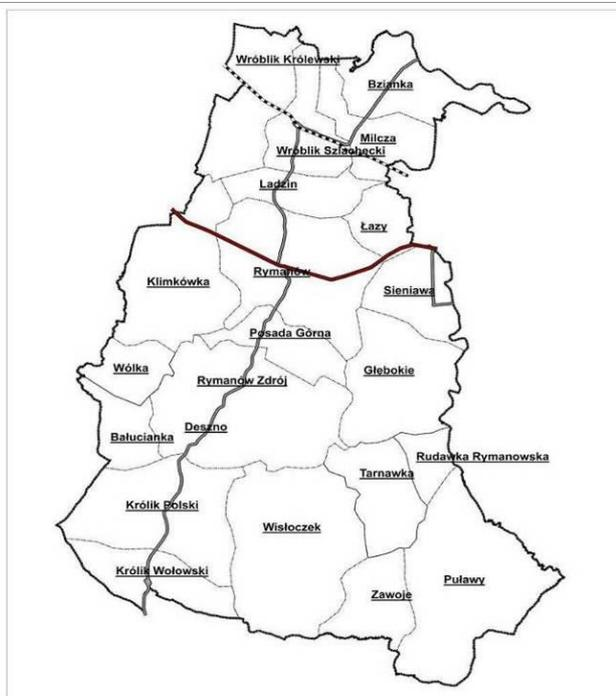 Wróblik Królewski
Bzianka
Milcza
Wróblik Szlachecki
Ladzin
Łazy
Rymanów
Klimkówka
Sieniawa
Posada Górna
Wólka
Głębokie
Rymanów Zdrój
Deszno
Bałucianka
Rudawka Rymanowska
Tarnawka
Królik Polski
Wisłoczek
Królik Wołowski
Puławy
Zawoje